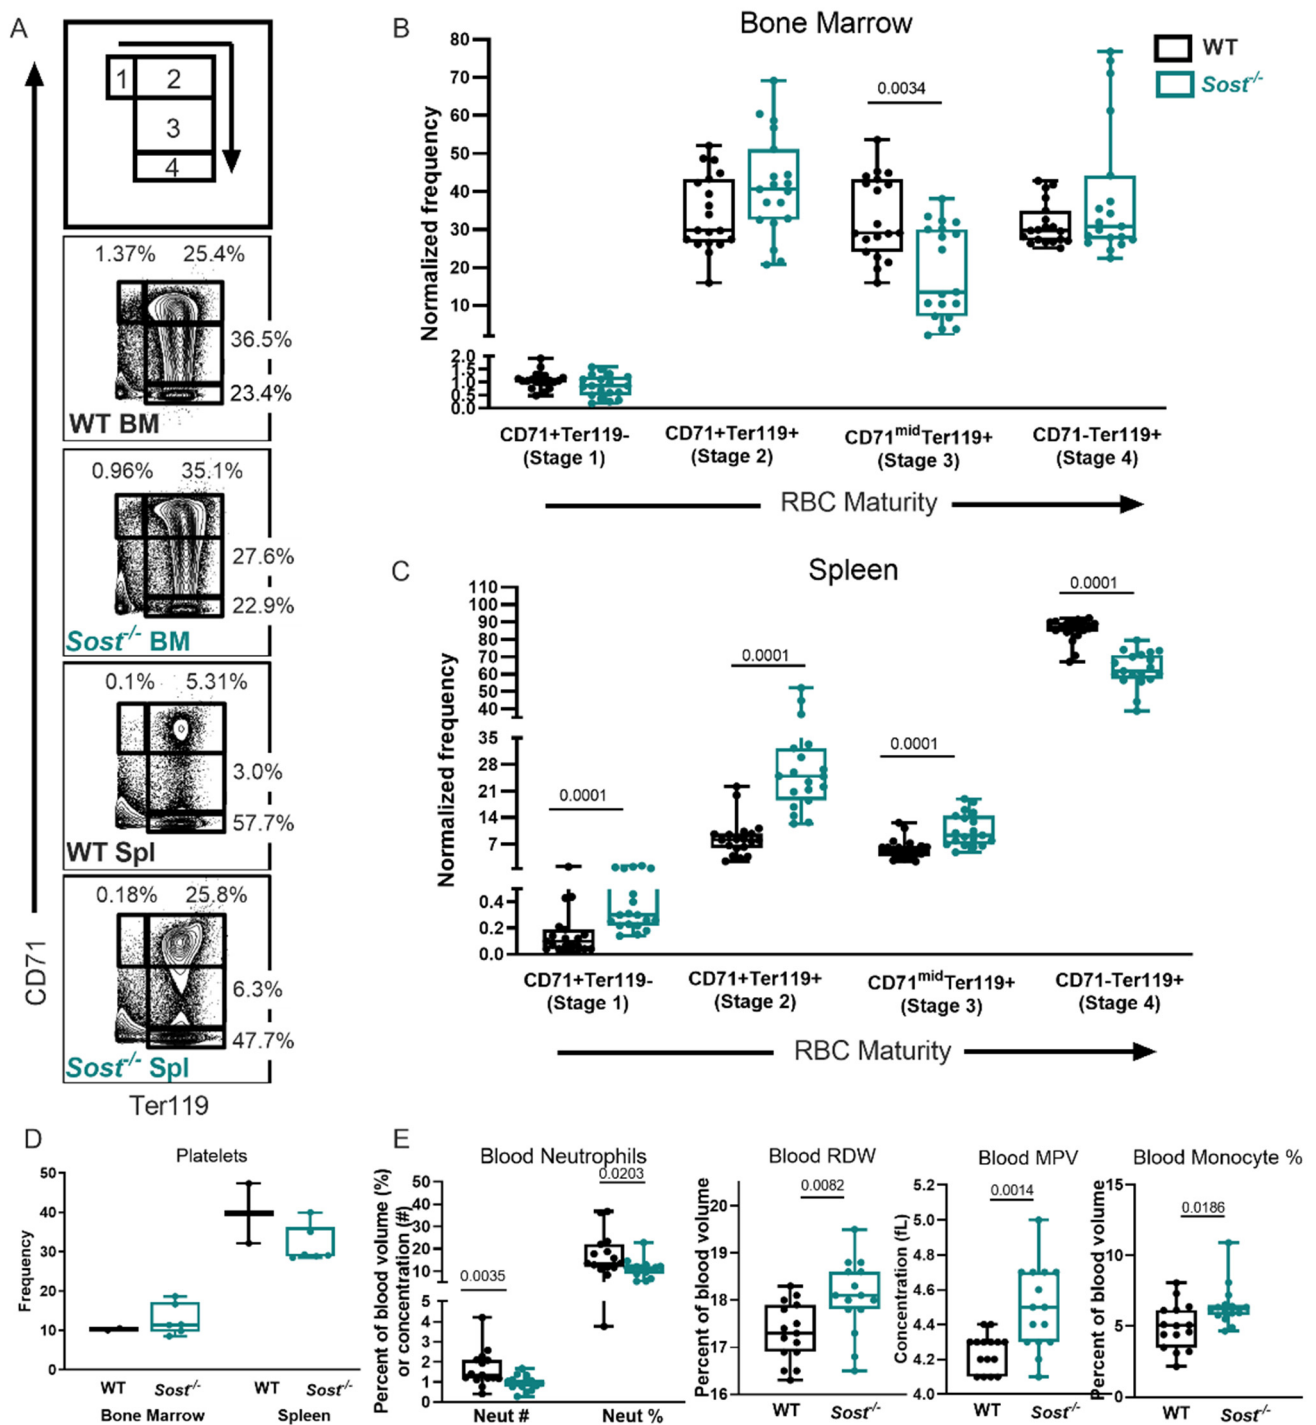 A
1 2
3
4
1.37% 25.4%
36.5%
23.4%
WT BM
0.96% 35.1%
27.6%
22.9%
Sost-/- BM
0.1% 5.31%
3.0%
57.7%
WT Spl
0.18% 25.8%
6.3%
47.7%
Sost-/- Spl
CD71
Ter119
B
Bone Marrow
WT
Sost-/-
Normalized frequency
80
70
60
50
40
30
20
10
2.0
1.5
1.0
0.5
0.0
0.0034
CD71+Ter119- CD71+Ter119+ CD71midTer119+ CD71-Ter119+
(Stage 1) (Stage 2) (Stage 3) (Stage 4)
RBC Maturity
C
Spleen
Normalized frequency
110
100
90
80
70
60
50
40
35
28
21
14
7
0.4
0.2
0.0
0.0001
0.0001
0.0001
0.0001
CD71+Ter119- CD71+Ter119+ CD71midTer119+ CD71-Ter119+
(Stage 1) (Stage 2) (Stage 3) (Stage 4)
RBC Maturity
D
Platelets
Frequency
50
40
30
20
10
0
WT Sost-/- WT Sost-/-
Bone Marrow Spleen
E
Blood Neutrophils
Percent of blood volume (%)
or concentration (#)
50
40
30
20
10
5
4
3
2
1
0
0.0035
0.0203
Neut # Neut %
Blood RDW
Percent of blood volume
20
19
18
17
16
0.0082
WT Sost-/-
Blood MPV
Concentration (fL)
5.2
5.0
4.8
4.6
4.4
4.2
4.0
0.0014
WT Sost-/-
Blood Monocyte %
Percent of blood volume
15
10
5
0
0.0186
WT Sost-/-